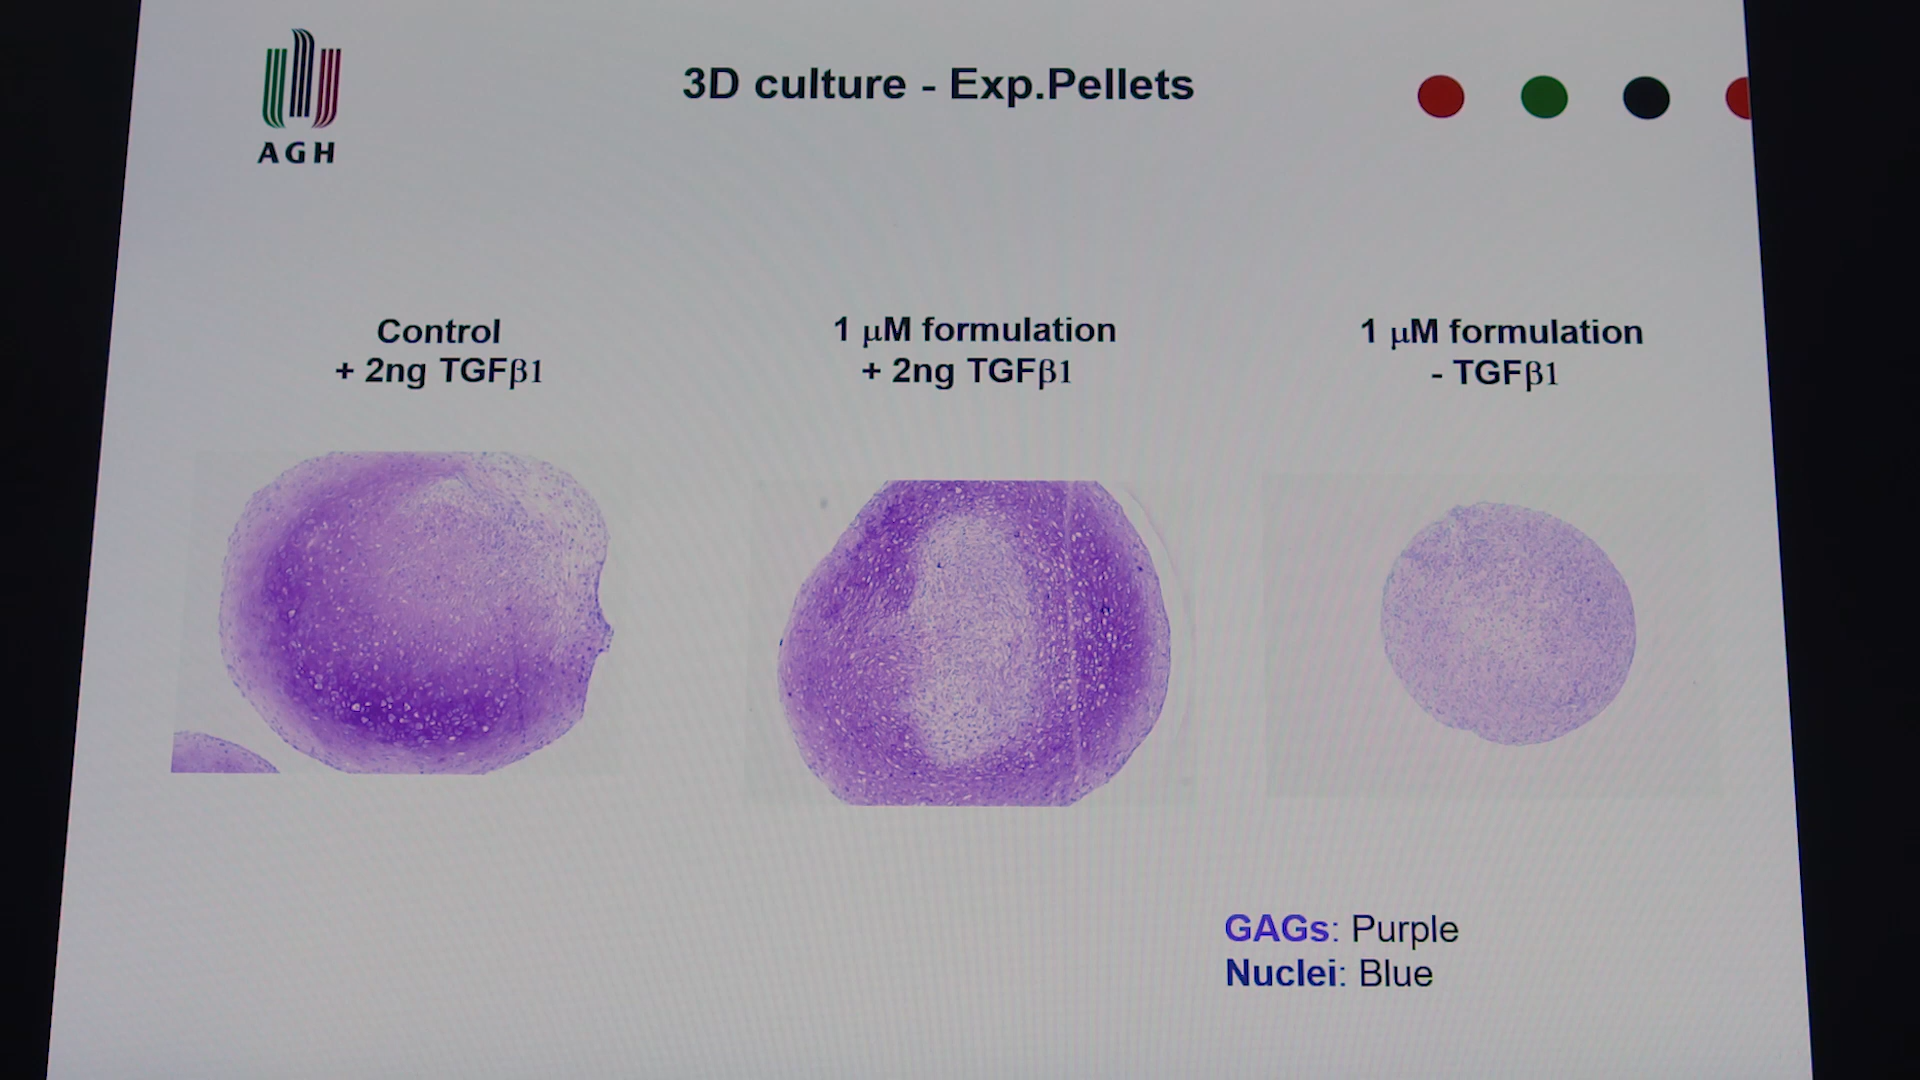 AGH
3D culture - Exp.Pellets
Control
+ 2ng TGFβ1
1 μM formulation
+ 2ng TGFβ1
1 μM formulation
- TGFβ1
GAGs: Purple
Nuclei: Blue